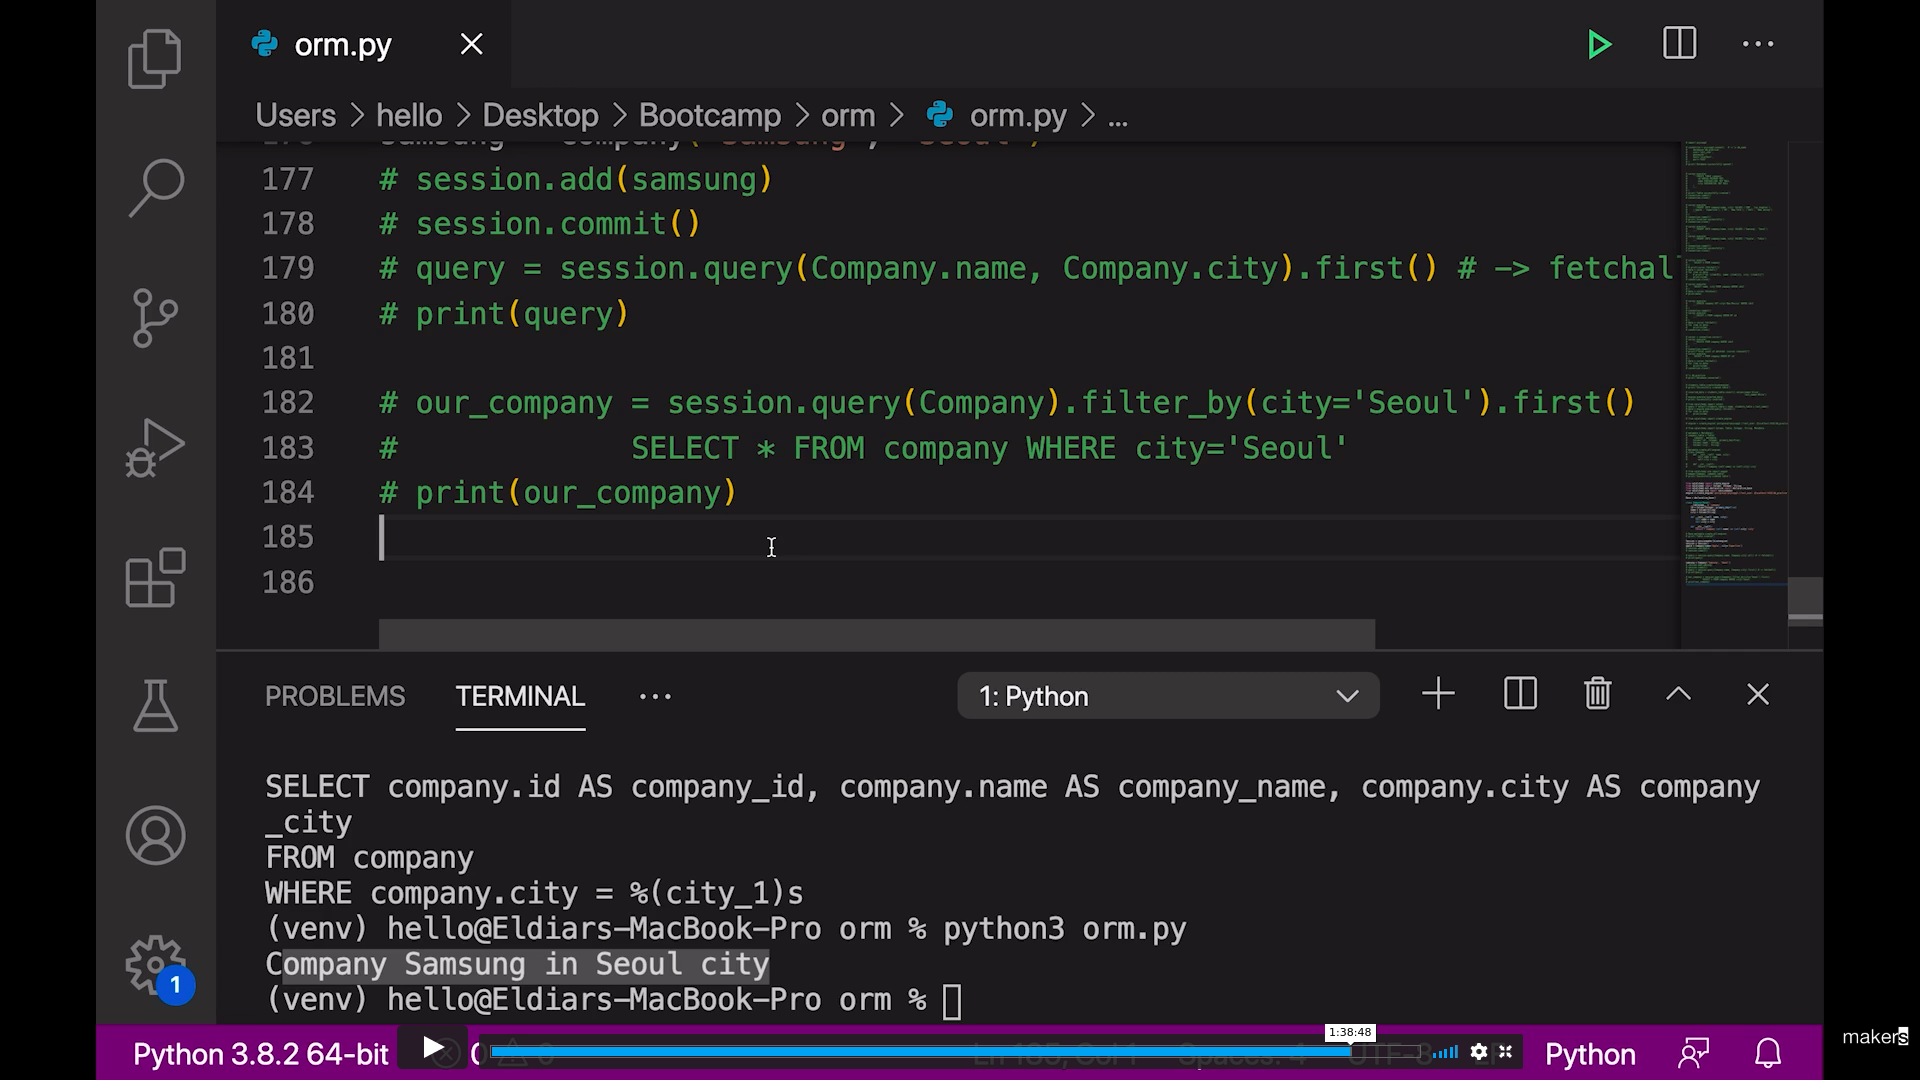 orm.py
Users > hello > Desktop > Bootcamp > orm > orm.py > ...
177 # session.add(samsung)
178 # session.commit()
179 # query = session.query(Company.name, Company.city).first() # -> fetchal
180 # print(query)
181
182 # our_company = session.query(Company).filter_by(city='Seoul').first()
183 # SELECT * FROM company WHERE city='Seoul'
184 # print(our_company)
185
186
PROBLEMS TERMINAL ... 1: Python
SELECT company.id AS company_id, company.name AS company_name, company.city AS company
_city
FROM company
WHERE company.city = %(city_1)s
(venv) hello@Eldiars-MacBook-Pro orm % python3 orm.py
Company Samsung in Seoul city
(venv) hello@Eldiars-MacBook-Pro orm %
1
1:38:48
Python 3.8.2 64-bit Python
makers